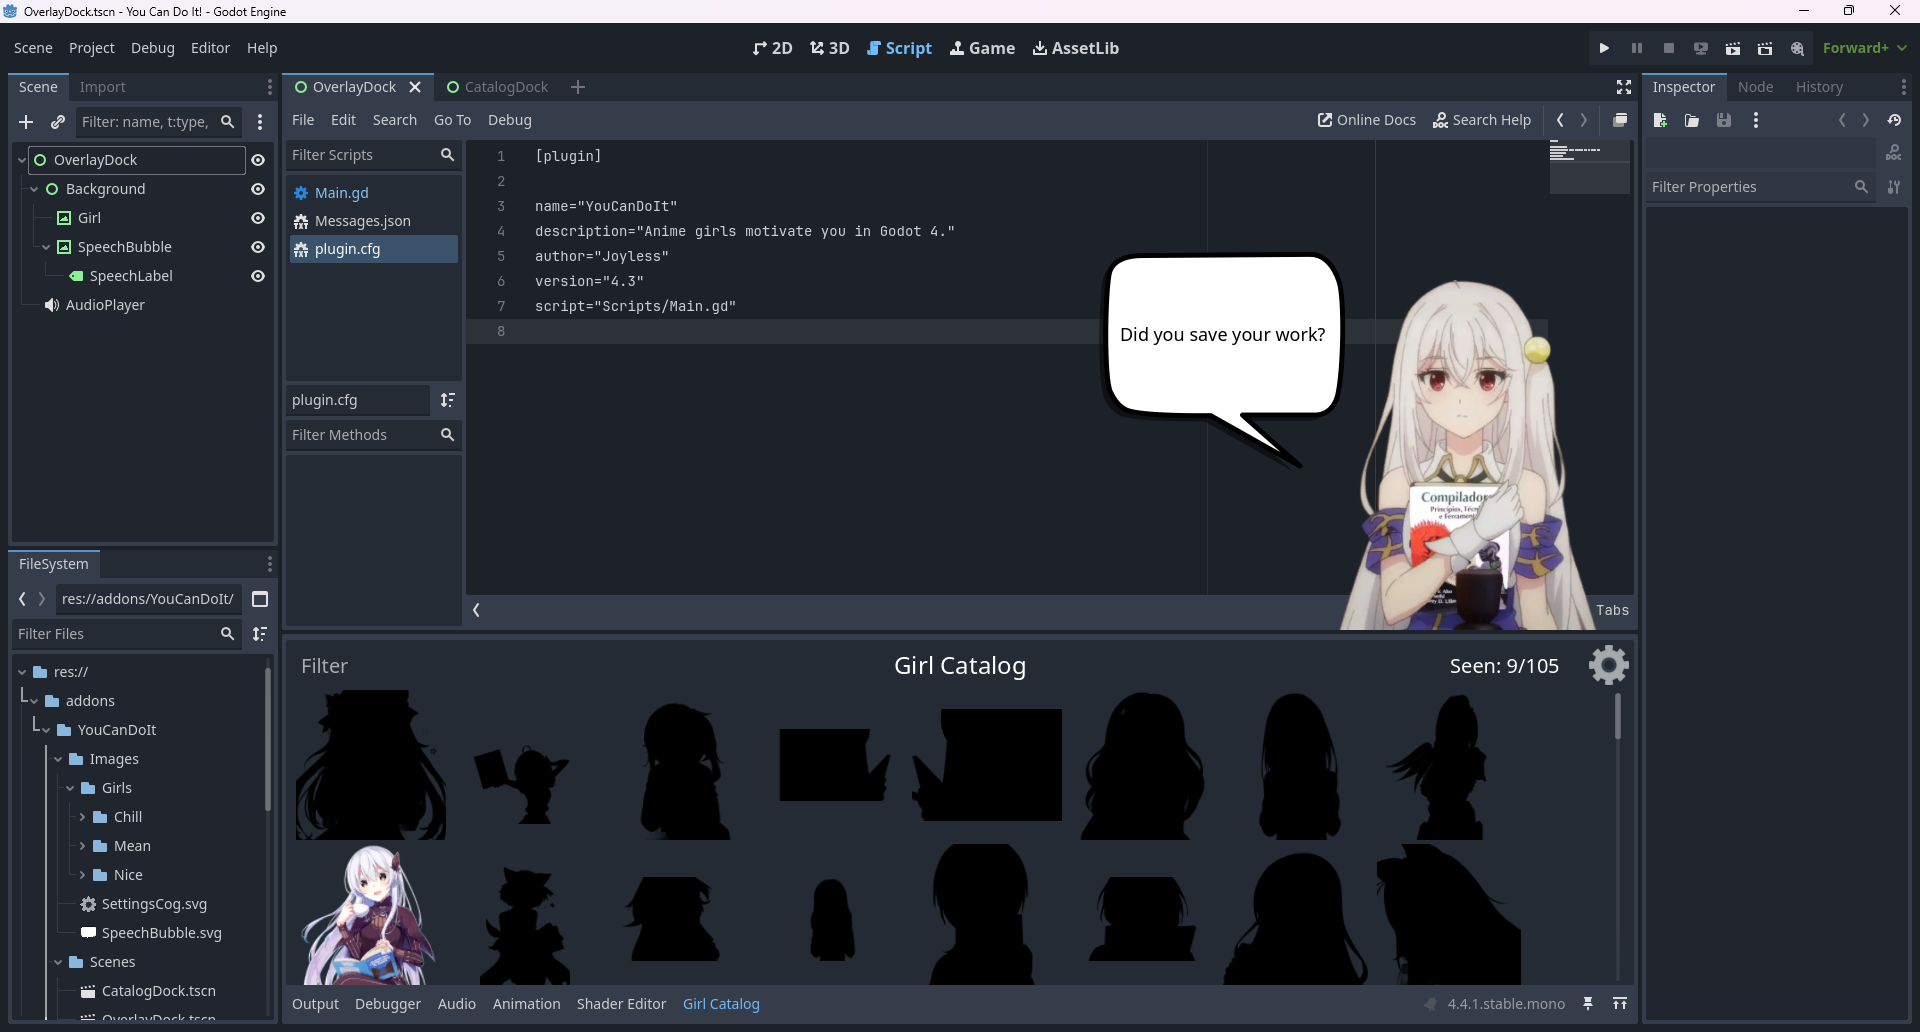 OverlayDock.tscn - You Can Do It! - Godot Engine
Scene Project Debug Editor Help
2D 3D Script Game AssetLib
Forward+
Scene Import
Filter: name, t:type,
OverlayDock
Background
Girl
SpeechBubble
SpeechLabel
AudioPlayer
FileSystem
res://addons/YouCanDoIt/
Filter Files
res://
addons
YouCanDoIt
Images
Girls
Chill
Mean
Nice
SettingsCog.svg
SpeechBubble.svg
Scenes
CatalogDock.tscn
OverlayDock.tscn
OverlayDock CatalogDock
File Edit Search Go To Debug
Online Docs Search Help
Filter Scripts
Main.gd
Messages.json
plugin.cfg
plugin.cfg
Filter Methods
1 [plugin]
2
3 name="YouCanDoIt"
4 description="Anime girls motivate you in Godot 4."
5 author="Joyless"
6 version="4.3"
7 script="Scripts/Main.gd"
8
Did you save your work?
Compilador
Princípios, Técn
e Ferrament
Tabs
Filter
Girl Catalog
Seen: 9/105
Output Debugger Audio Animation Shader Editor Girl Catalog
4.4.1.stable.mono
Inspector Node History
Filter Properties